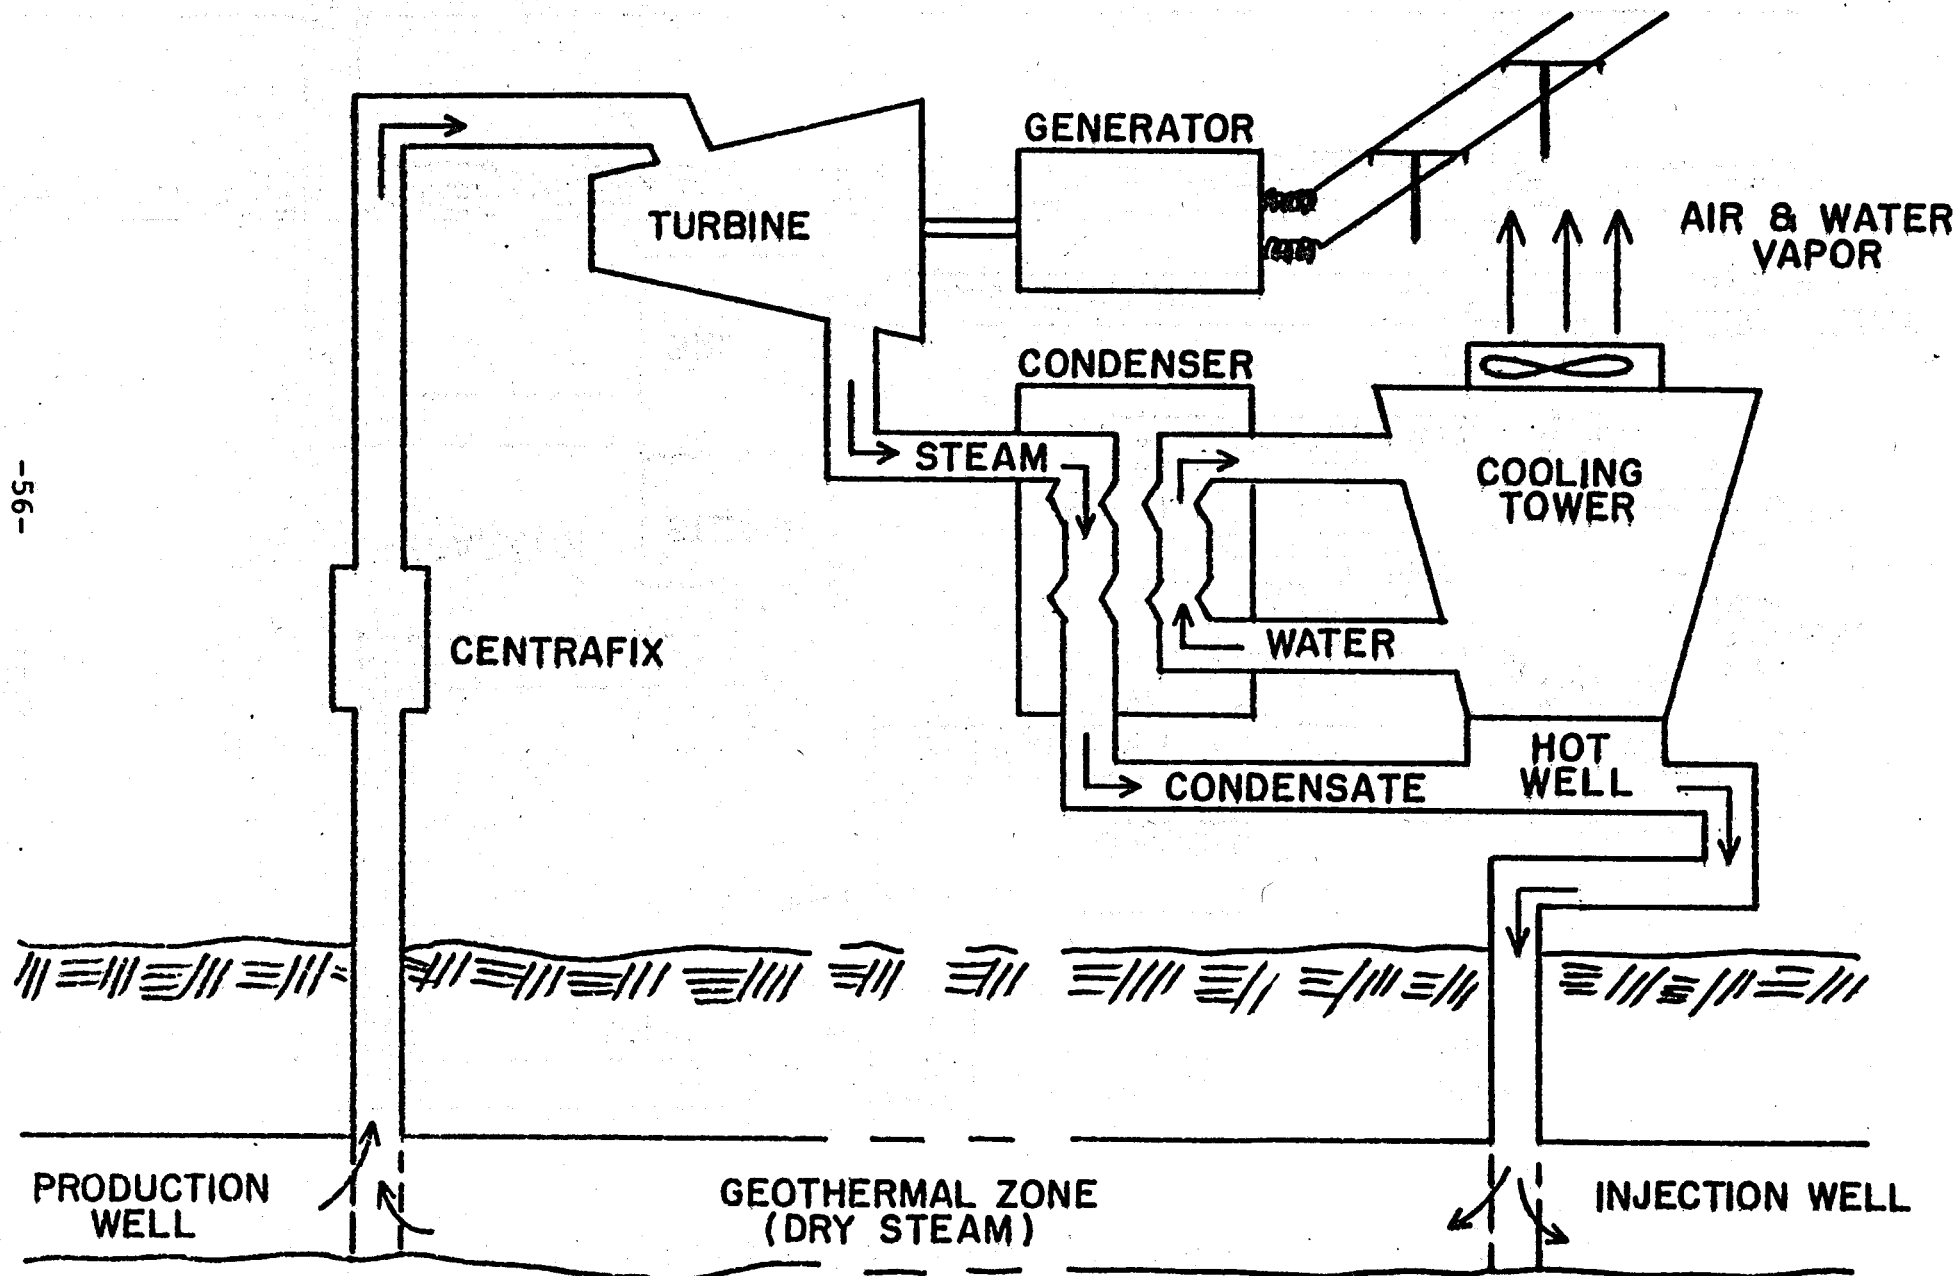 GENERATOR
TURBINE
AIR & WATER
VAPOR
CONDENSER
STEAM
COOLING
TOWER
-56-
CENTRAFIX
WATER
HOT
WELL
CONDENSATE
PRODUCTION
WELL
GEOTHERMAL ZONE
(DRY STEAM)
INJECTION WELL